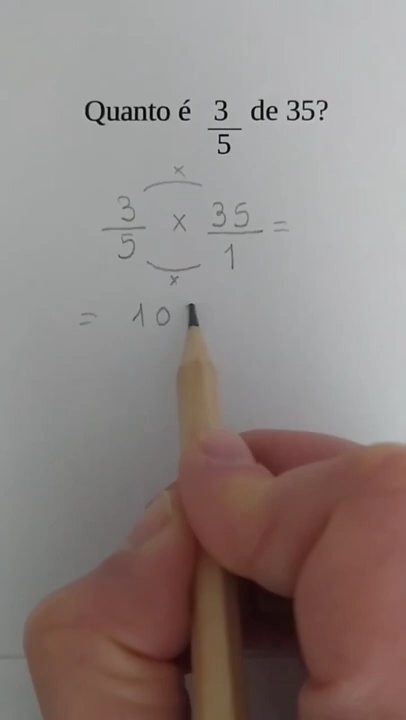 Quanto é 3/5 de 35?
x
3/5 x 35/1 =
x
= 10